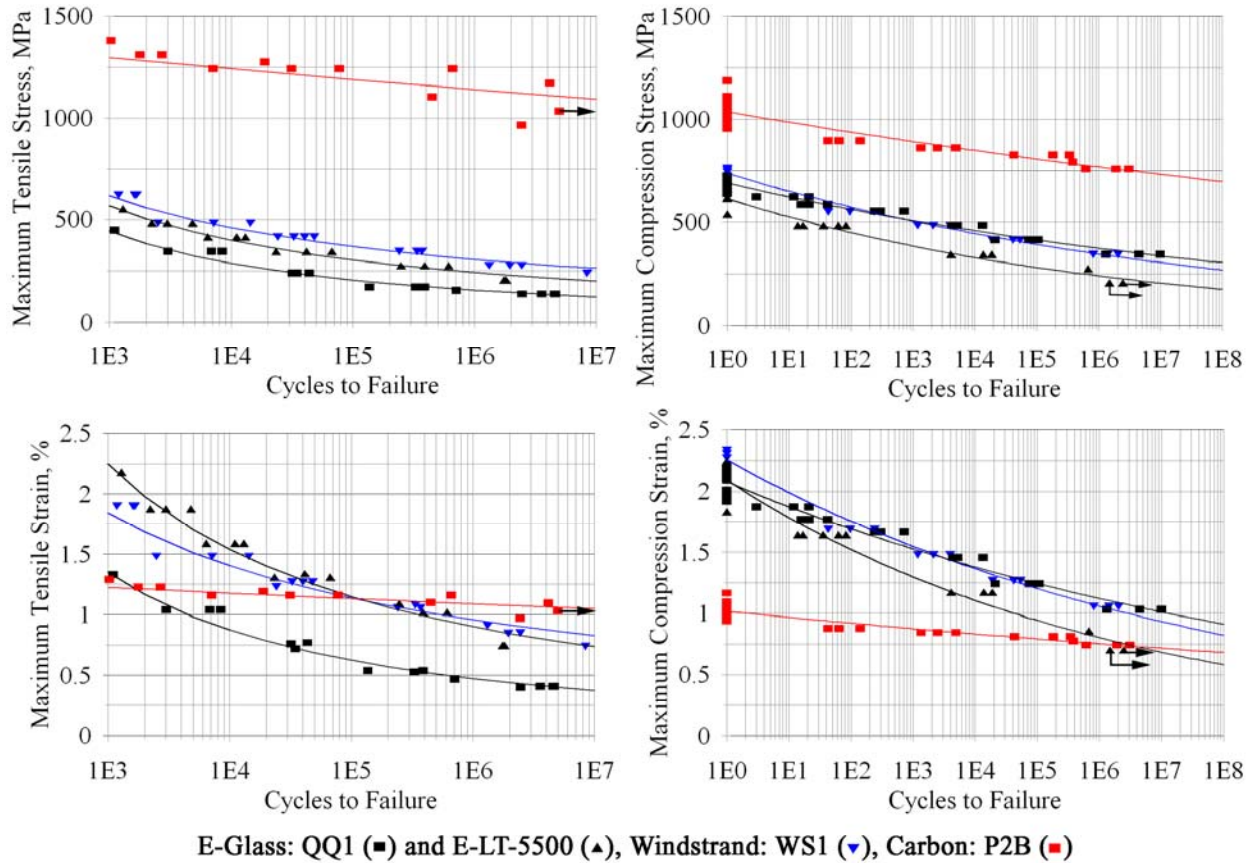 Maximum Tensile Stress, MPa
1500
1250
1000
500
250
0
1E3 1E4 1E5 1E6 1E7
Cycles to Failure
Maximum Compression Stress, MPa
1500
1000
500
250
0
1E0 1E1 1E2 1E3 1E4 1E5 1E6 1E7 1E8
Cycles to Failure
Maximum Tensile Strain, %
2.5
2
1.5
1
0.5
0
1E3 1E4 1E5 1E6 1E7
Cycles to Failure
Maximum Compression Strain, %
2.5
2
1.5
1
0.5
0
1E0 1E1 1E2 1E3 1E4 1E5 1E6 1E7 1E8
Cycles to Failure
E-Glass: QQ1 (■) and E-LT-5500 (▲), Windstrand: WS1 (▼), Carbon: P2B (■)